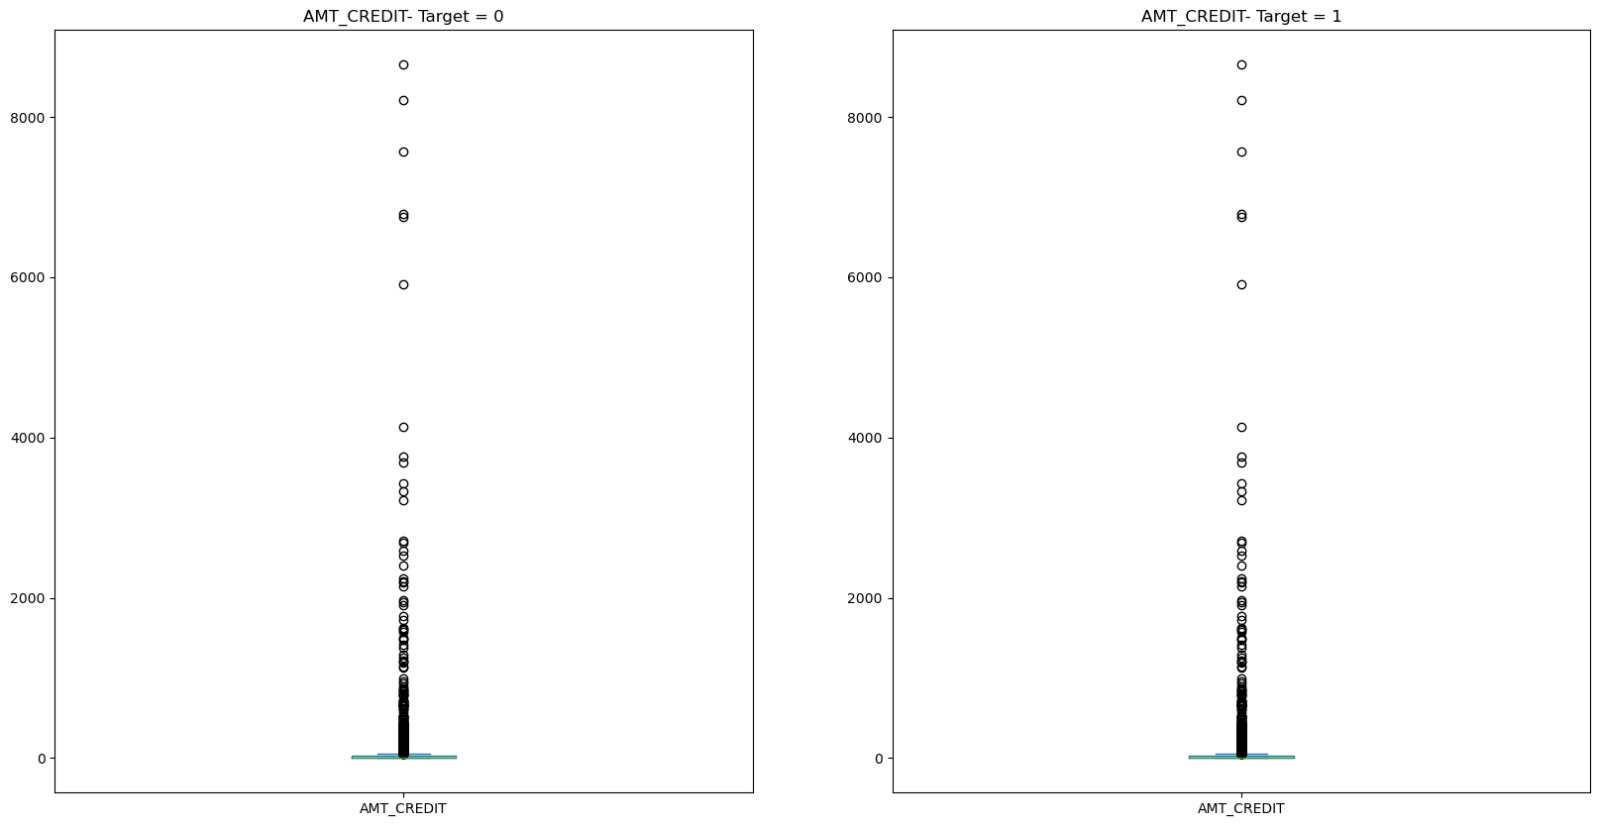 AMT_CREDIT- Target = 0
8000
6000
4000
2000
0
AMT_CREDIT
AMT_CREDIT- Target = 1
8000
6000
4000
2000
0
AMT_CREDIT